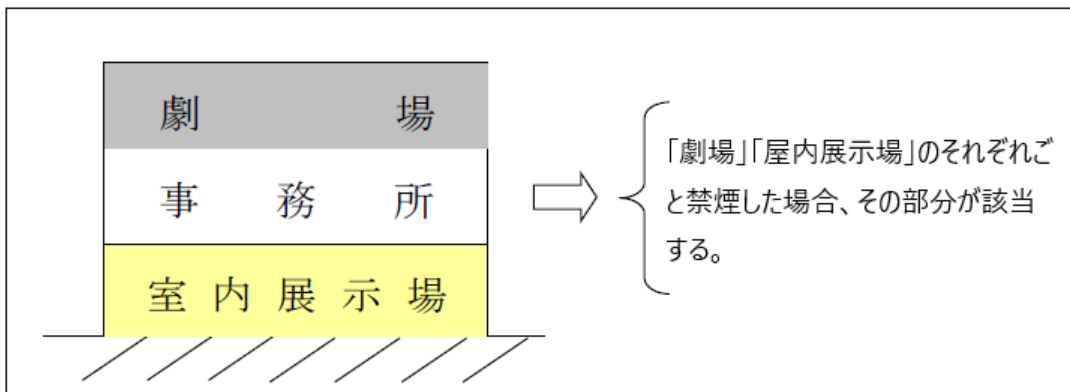 劇場
事務所
室内展示場
「劇場」「屋内展示場」のそれぞれご
と禁煙した場合、その部分が該当
する。